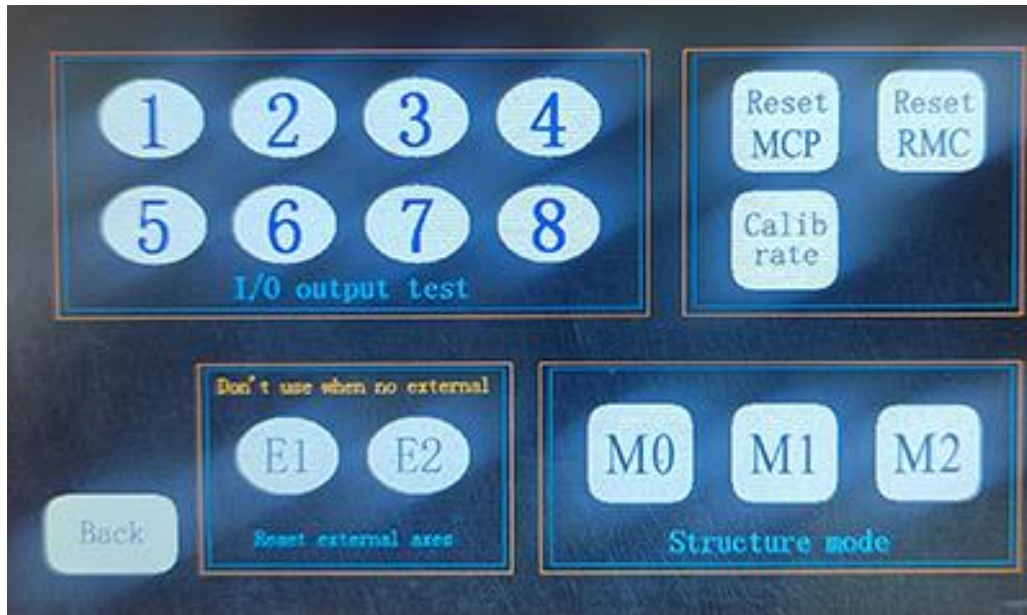 1 2 3 4
5 6 7 8
I/O output test
Reset
MCP
Reset
RMC
Calib
rate
Don't use when no external
E1 E2
Reset external axes
M0 M1 M2
Structure mode
Back